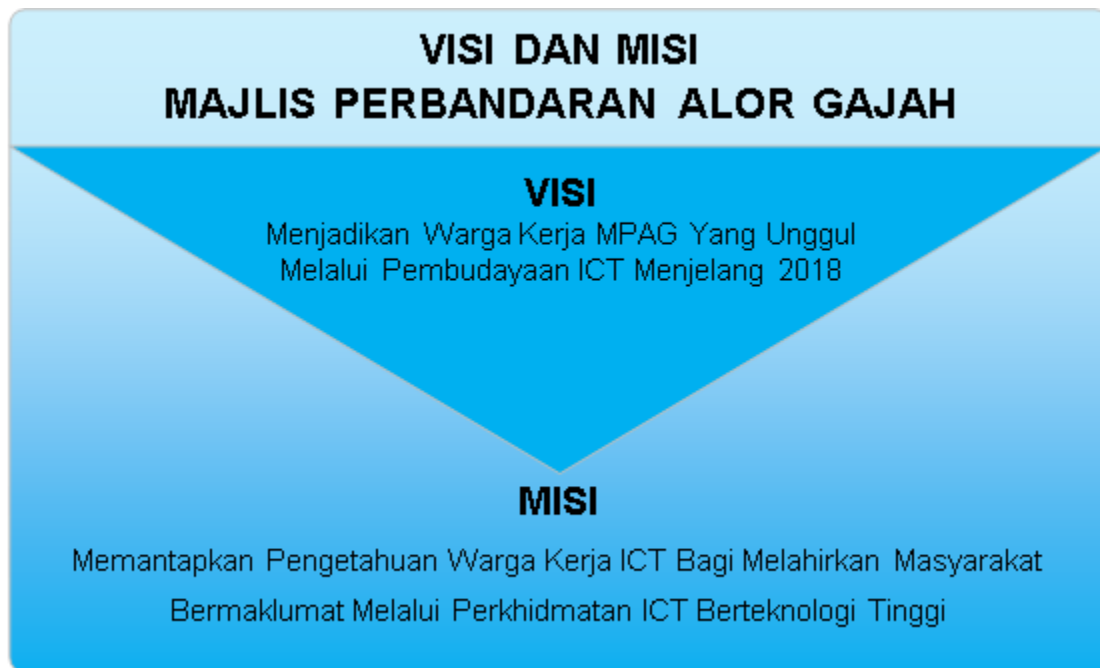 VISI DAN MISI
MAJLIS PERBANDARAN ALOR GAJAH
VISI
Menjadikan Warga Kerja MPAG Yang Unggul
Melalui Pembudayaan ICT Menjelang 2018
MISI
Memantapkan Pengetahuan Warga Kerja ICT Bagi Melahirkan Masyarakat
Bermaklumat Melalui Perkhidmatan ICT Berteknologi Tinggi